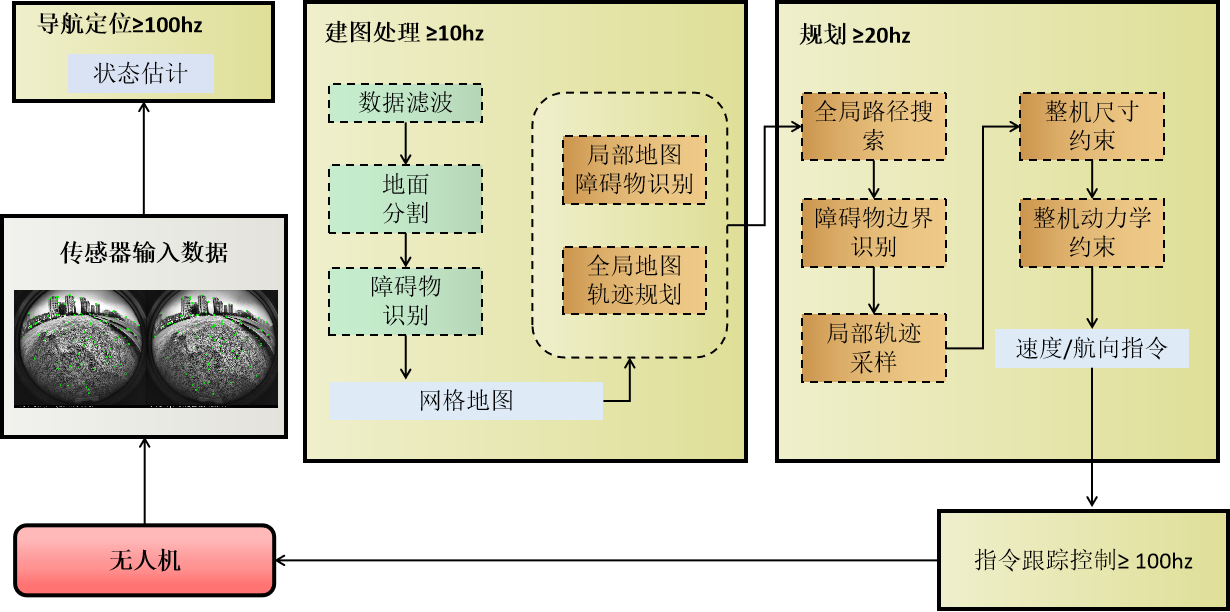 导航定位≥100hz
状态估计
传感器输入数据
无人机
建图处理 ≥10hz
数据滤波
地面
分割
障碍物
识别
网格地图
局部地图
障碍物识别
全局地图
轨迹规划
规划 ≥20hz
全局路径搜
索
障碍物边界
识别
局部轨迹
采样
整机尺寸
约束
整机动力学
约束
速度/航向指令
指令跟踪控制≥ 100hz